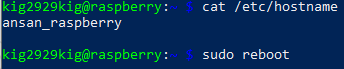 kig2929kig@raspberry:~ $ cat /etc/hostname
ansan_raspberry
kig2929kig@raspberry:~ $ sudo reboot